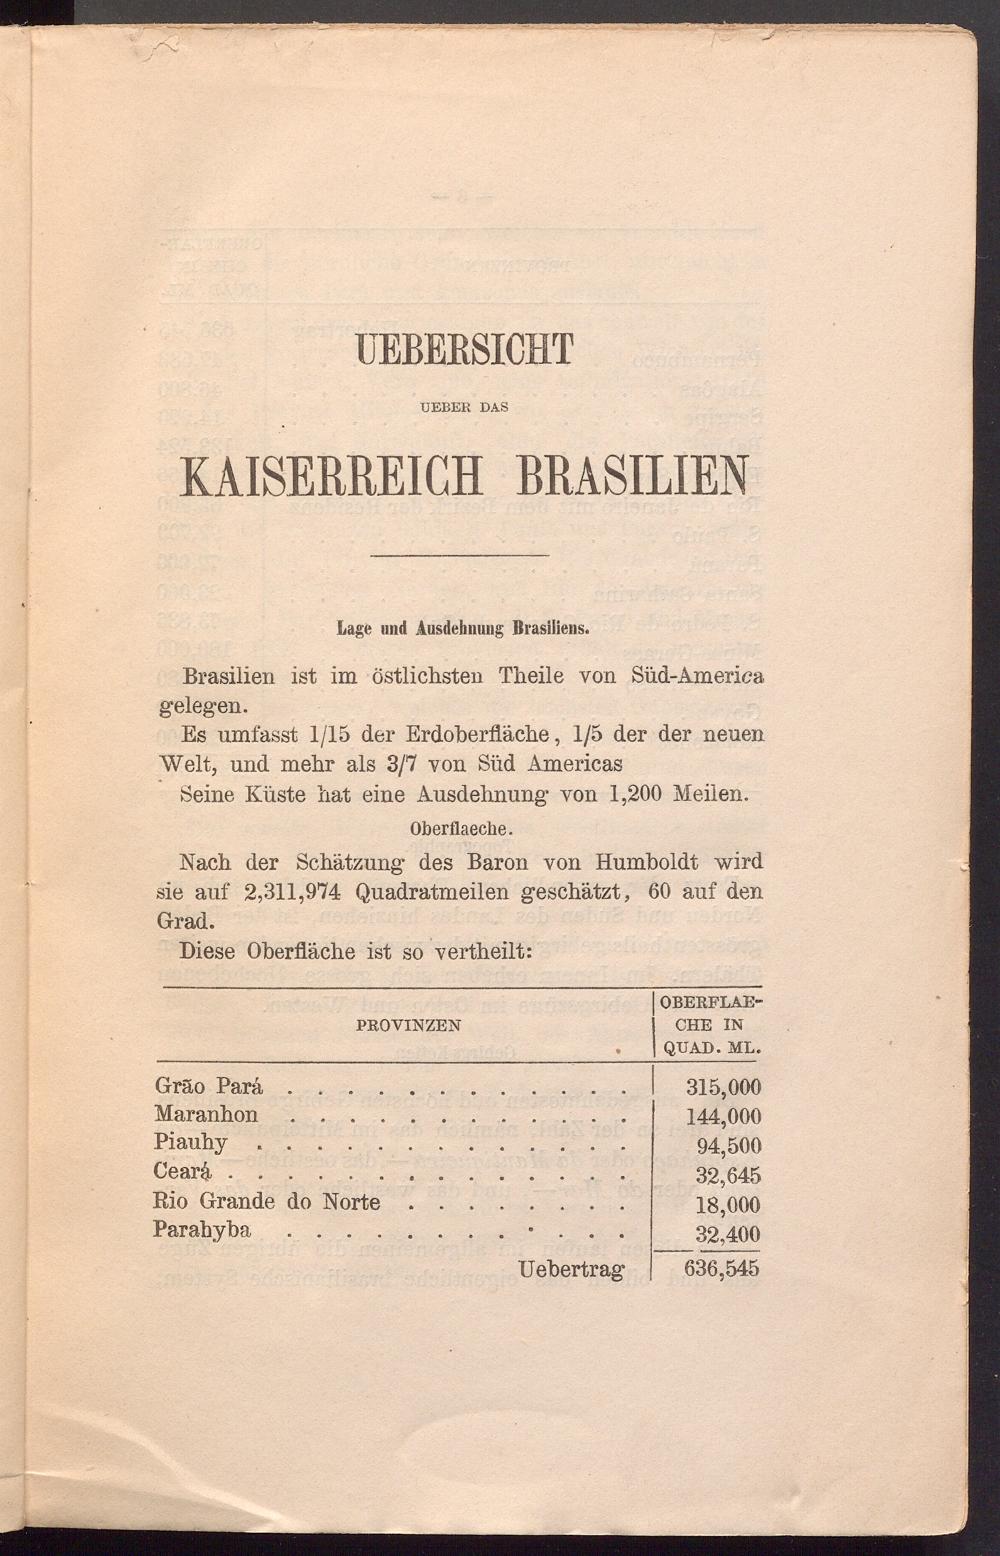 UEBERSICHT
UEBER DAS
KAISERREICH BRASILIEN
Lage und Ausdehnung Brasiliens.
Brasilien ist im östlichsten Theile von Süd-America
gelegen.
Es umfasst 1/15 der Erdoberfläche, 1/5 der der neuen
Welt, und mehr als 3/7 von Süd Americas
Seine Küste hat eine Ausdehnung von 1,200 Meilen.
Oberflaeche.
Nach der Schätzung des Baron von Humboldt wird
sie auf 2,311,974 Quadratmeilen geschätzt, 60 auf den
Grad.
Diese Oberfläche ist so vertheilt:
PROVINZEN
OBERFLAE-
CHE IN
QUAD. ML.
Grão Pará . . . . . . . . . . . . 315,000
Maranhon . . . . . . . . . . . . 144,000
Piauhy . . . . . . . . . . . . . 94,500
Ceará . . . . . . . . . . . . . . 32,645
Rio Grande do Norte . . . . . . . . 18,000
Parahyba . . . . . . . . . . . . 32,400
Uebertrag 636,545